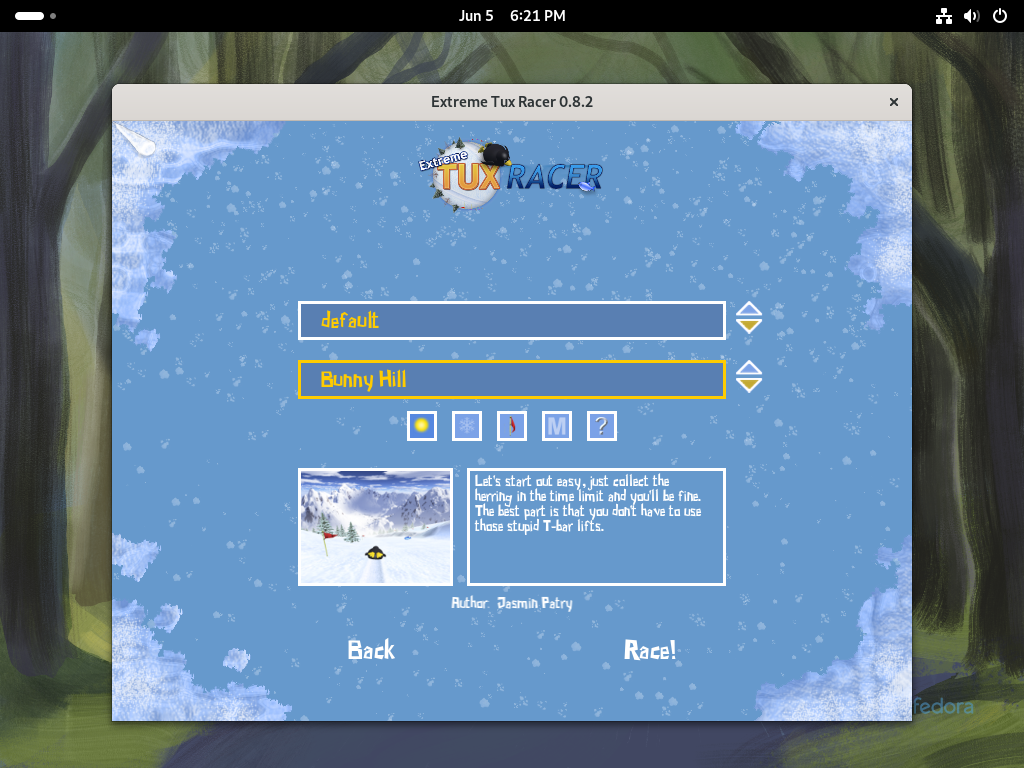 Jun 5 6:21 PM
Extreme Tux Racer 0.8.2
Extreme
TUX RACER
default
Bunny Hill
M ?
Let's start out easy, just collect the
herring in the time limit and you'll be fine.
The best part is that you don't have to use
those stupid T-bar lifts.
Author: Jasmin Patry
Back Race!
fedora